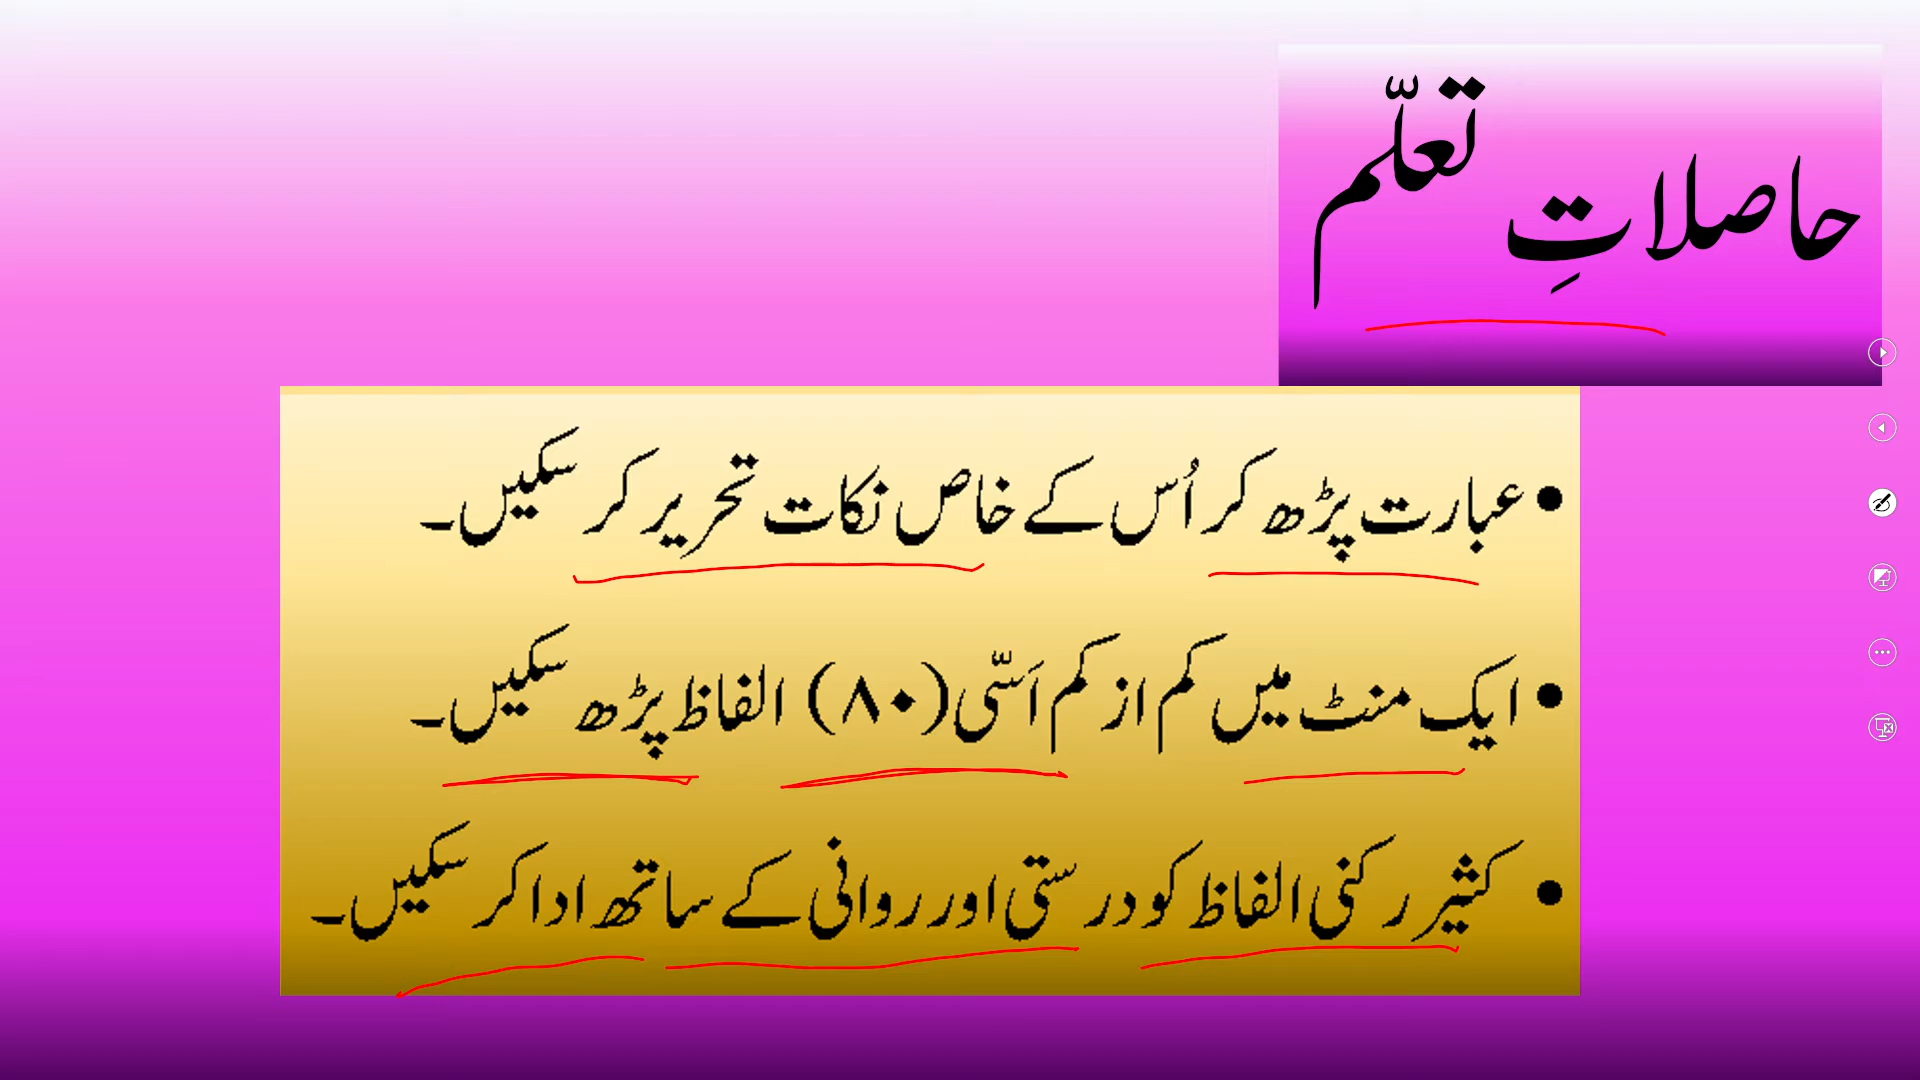 حاصلاتِ تعلّم
• عبارت پڑھ کر اُس کے خاص نکات تحریر کر سکیں۔
• ایک منٹ میں کم از کم اَسّی (۸۰) الفاظ پڑھ سکیں۔
• کثیر رکنی الفاظ کو درستی اور روانی کے ساتھ ادا کر سکیں۔